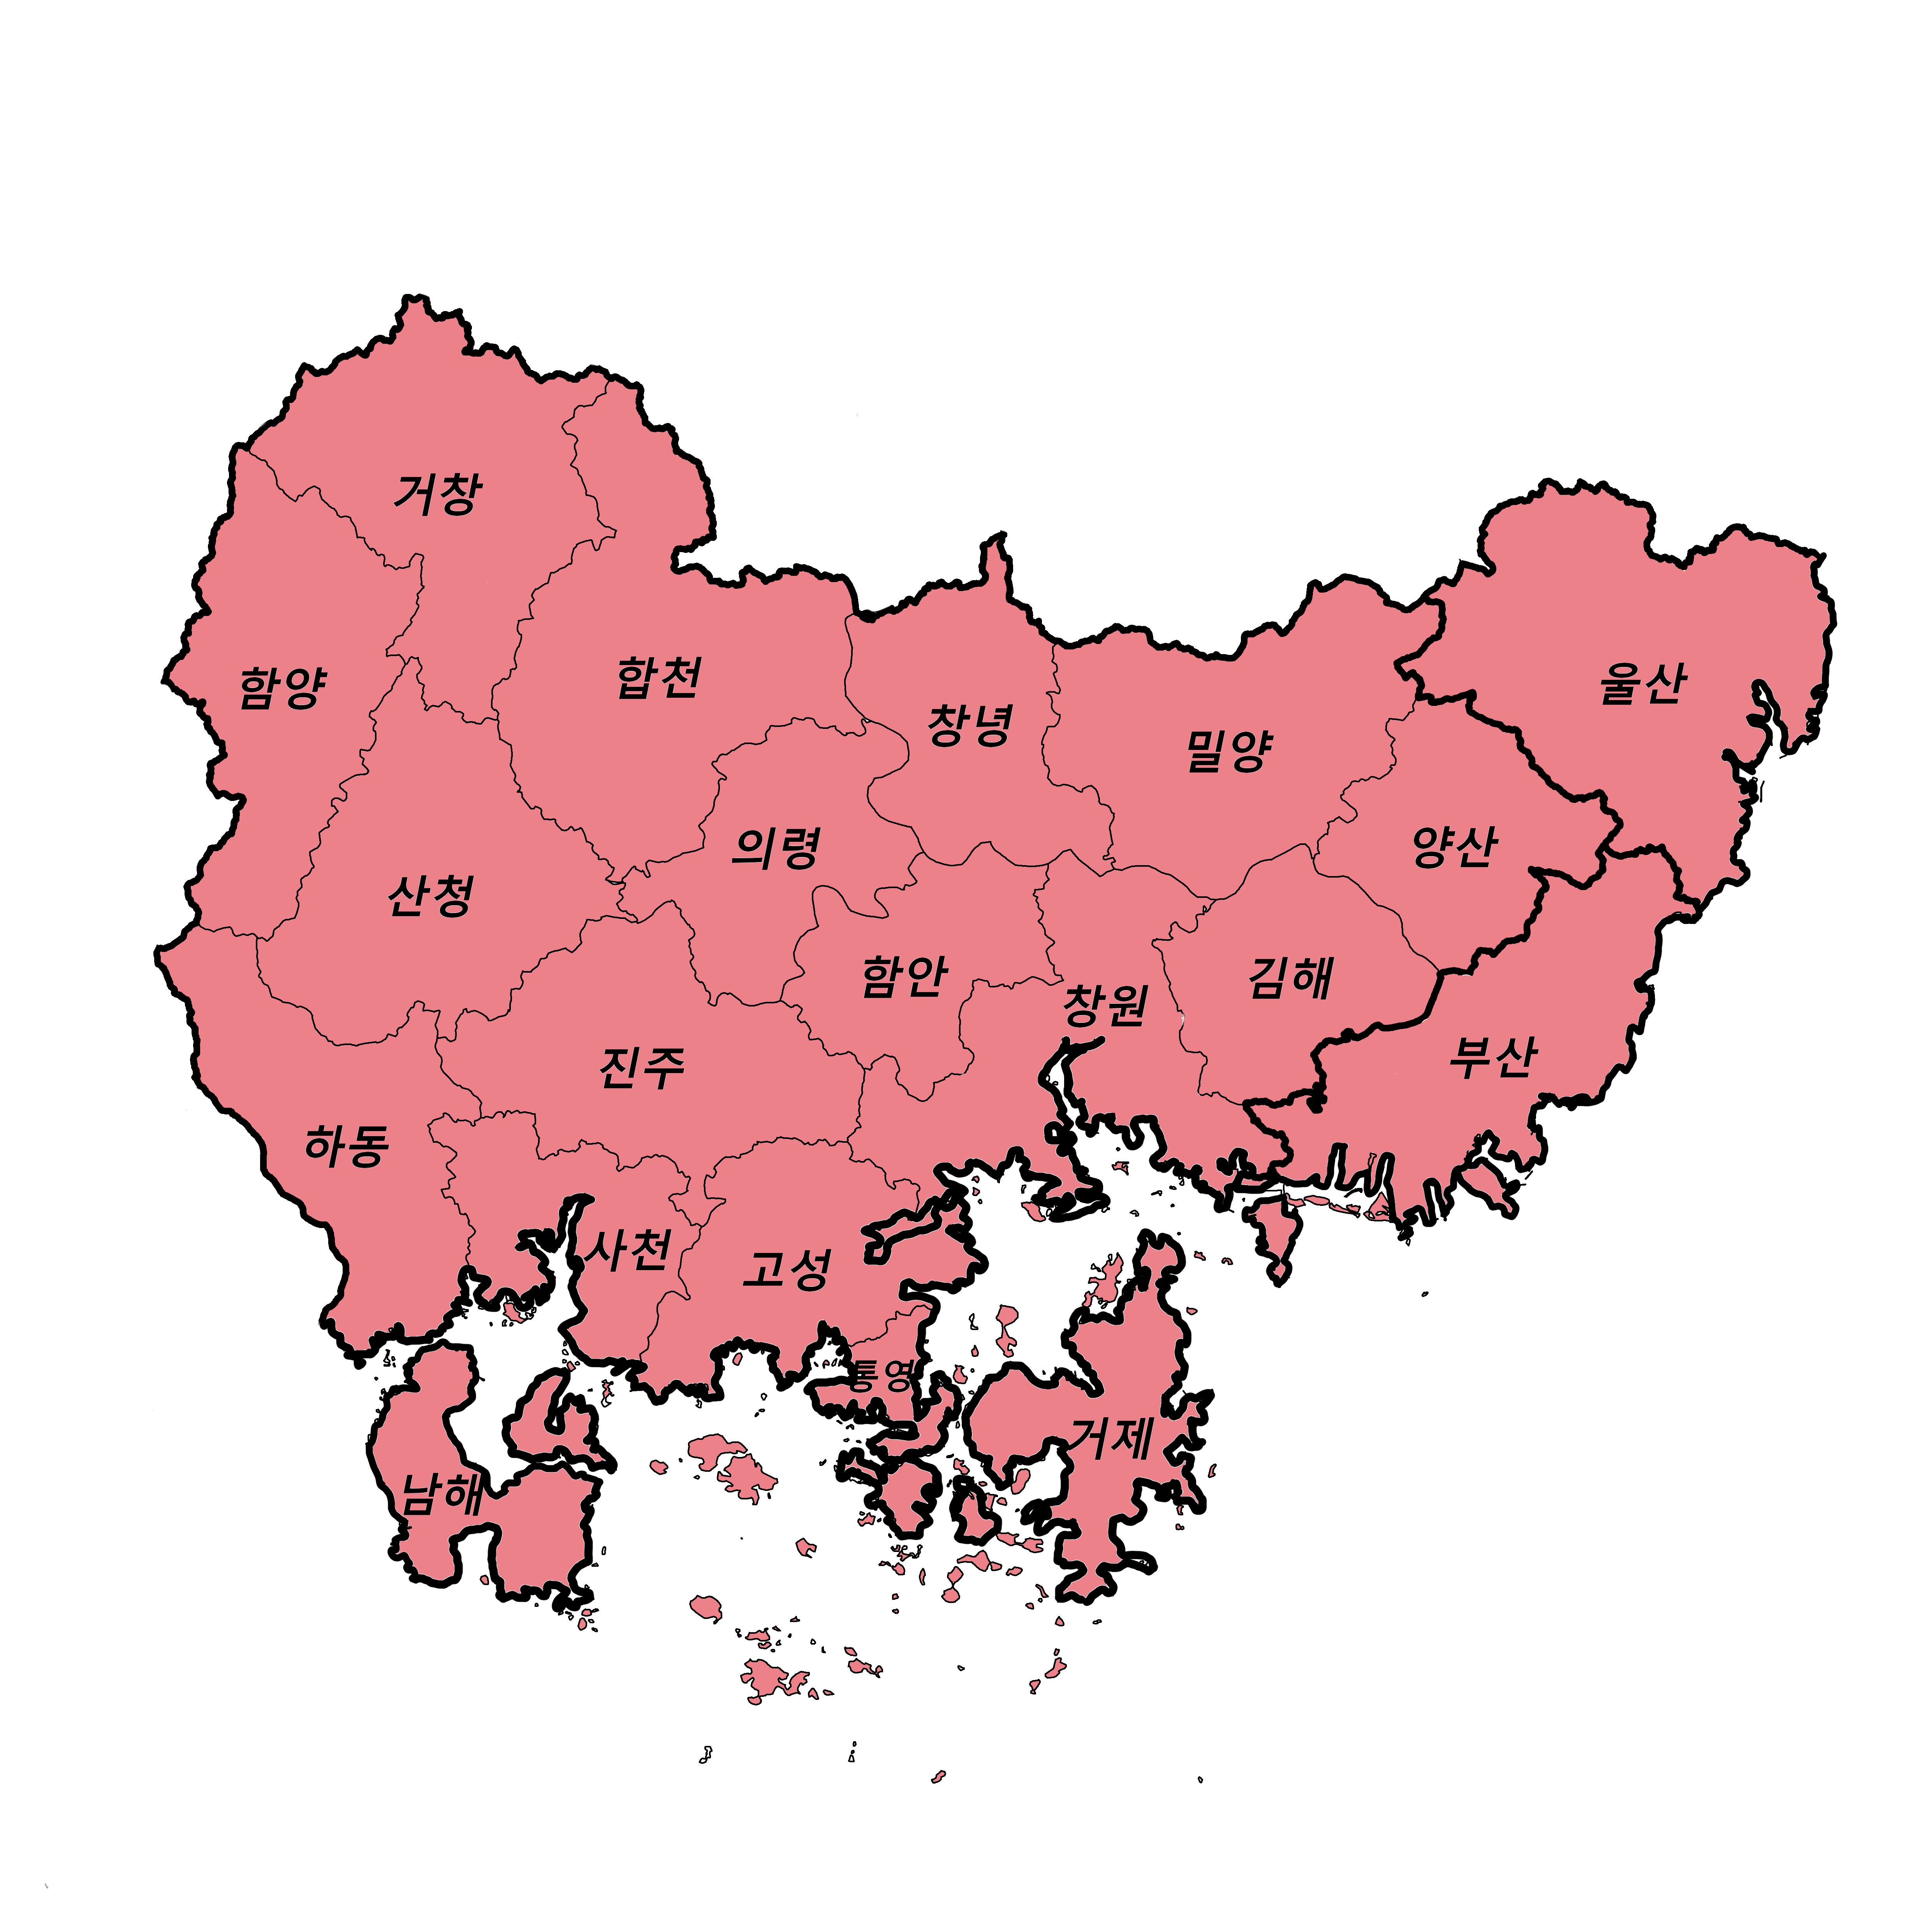 거창
함양
합천
울산
창녕
밀양
의령
양산
산청
함안
김해
창원
부산
진주
하동
사천
고성
통영
거제
남해